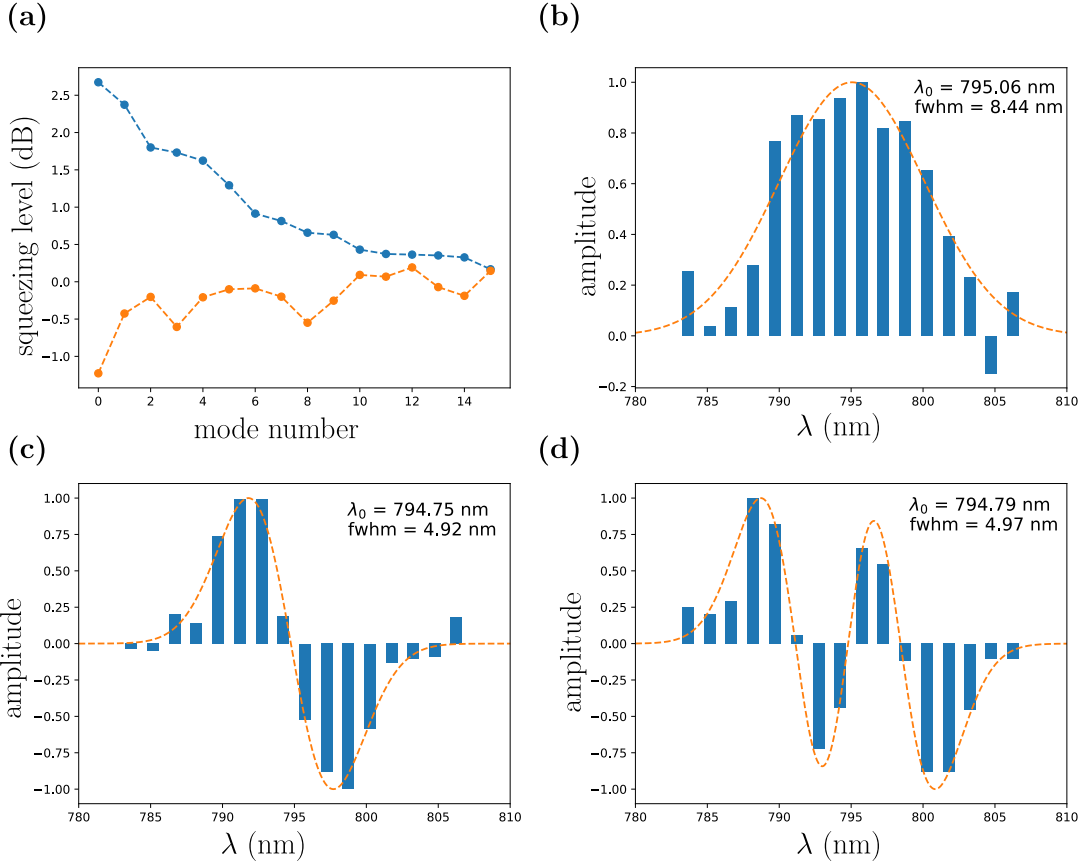 (a)
2.5
2.0
1.5
1.0
0.5
0.0
−0.5
−1.0
squeezing level (dB)
0 2 4 6 8 10 12 14
mode number
(b)
λ0 = 795.06 nm
fwhm = 8.44 nm
1.0
0.8
0.6
0.4
0.2
0.0
−0.2
amplitude
780 785 790 795 800 805 810
λ (nm)
(c)
λ0 = 794.75 nm
fwhm = 4.92 nm
1.00
0.75
0.50
0.25
0.00
−0.25
−0.50
−0.75
−1.00
amplitude
780 785 790 795 800 805 810
λ (nm)
(d)
λ0 = 794.79 nm
fwhm = 4.97 nm
1.00
0.75
0.50
0.25
0.00
−0.25
−0.50
−0.75
−1.00
amplitude
780 785 790 795 800 805 810
λ (nm)